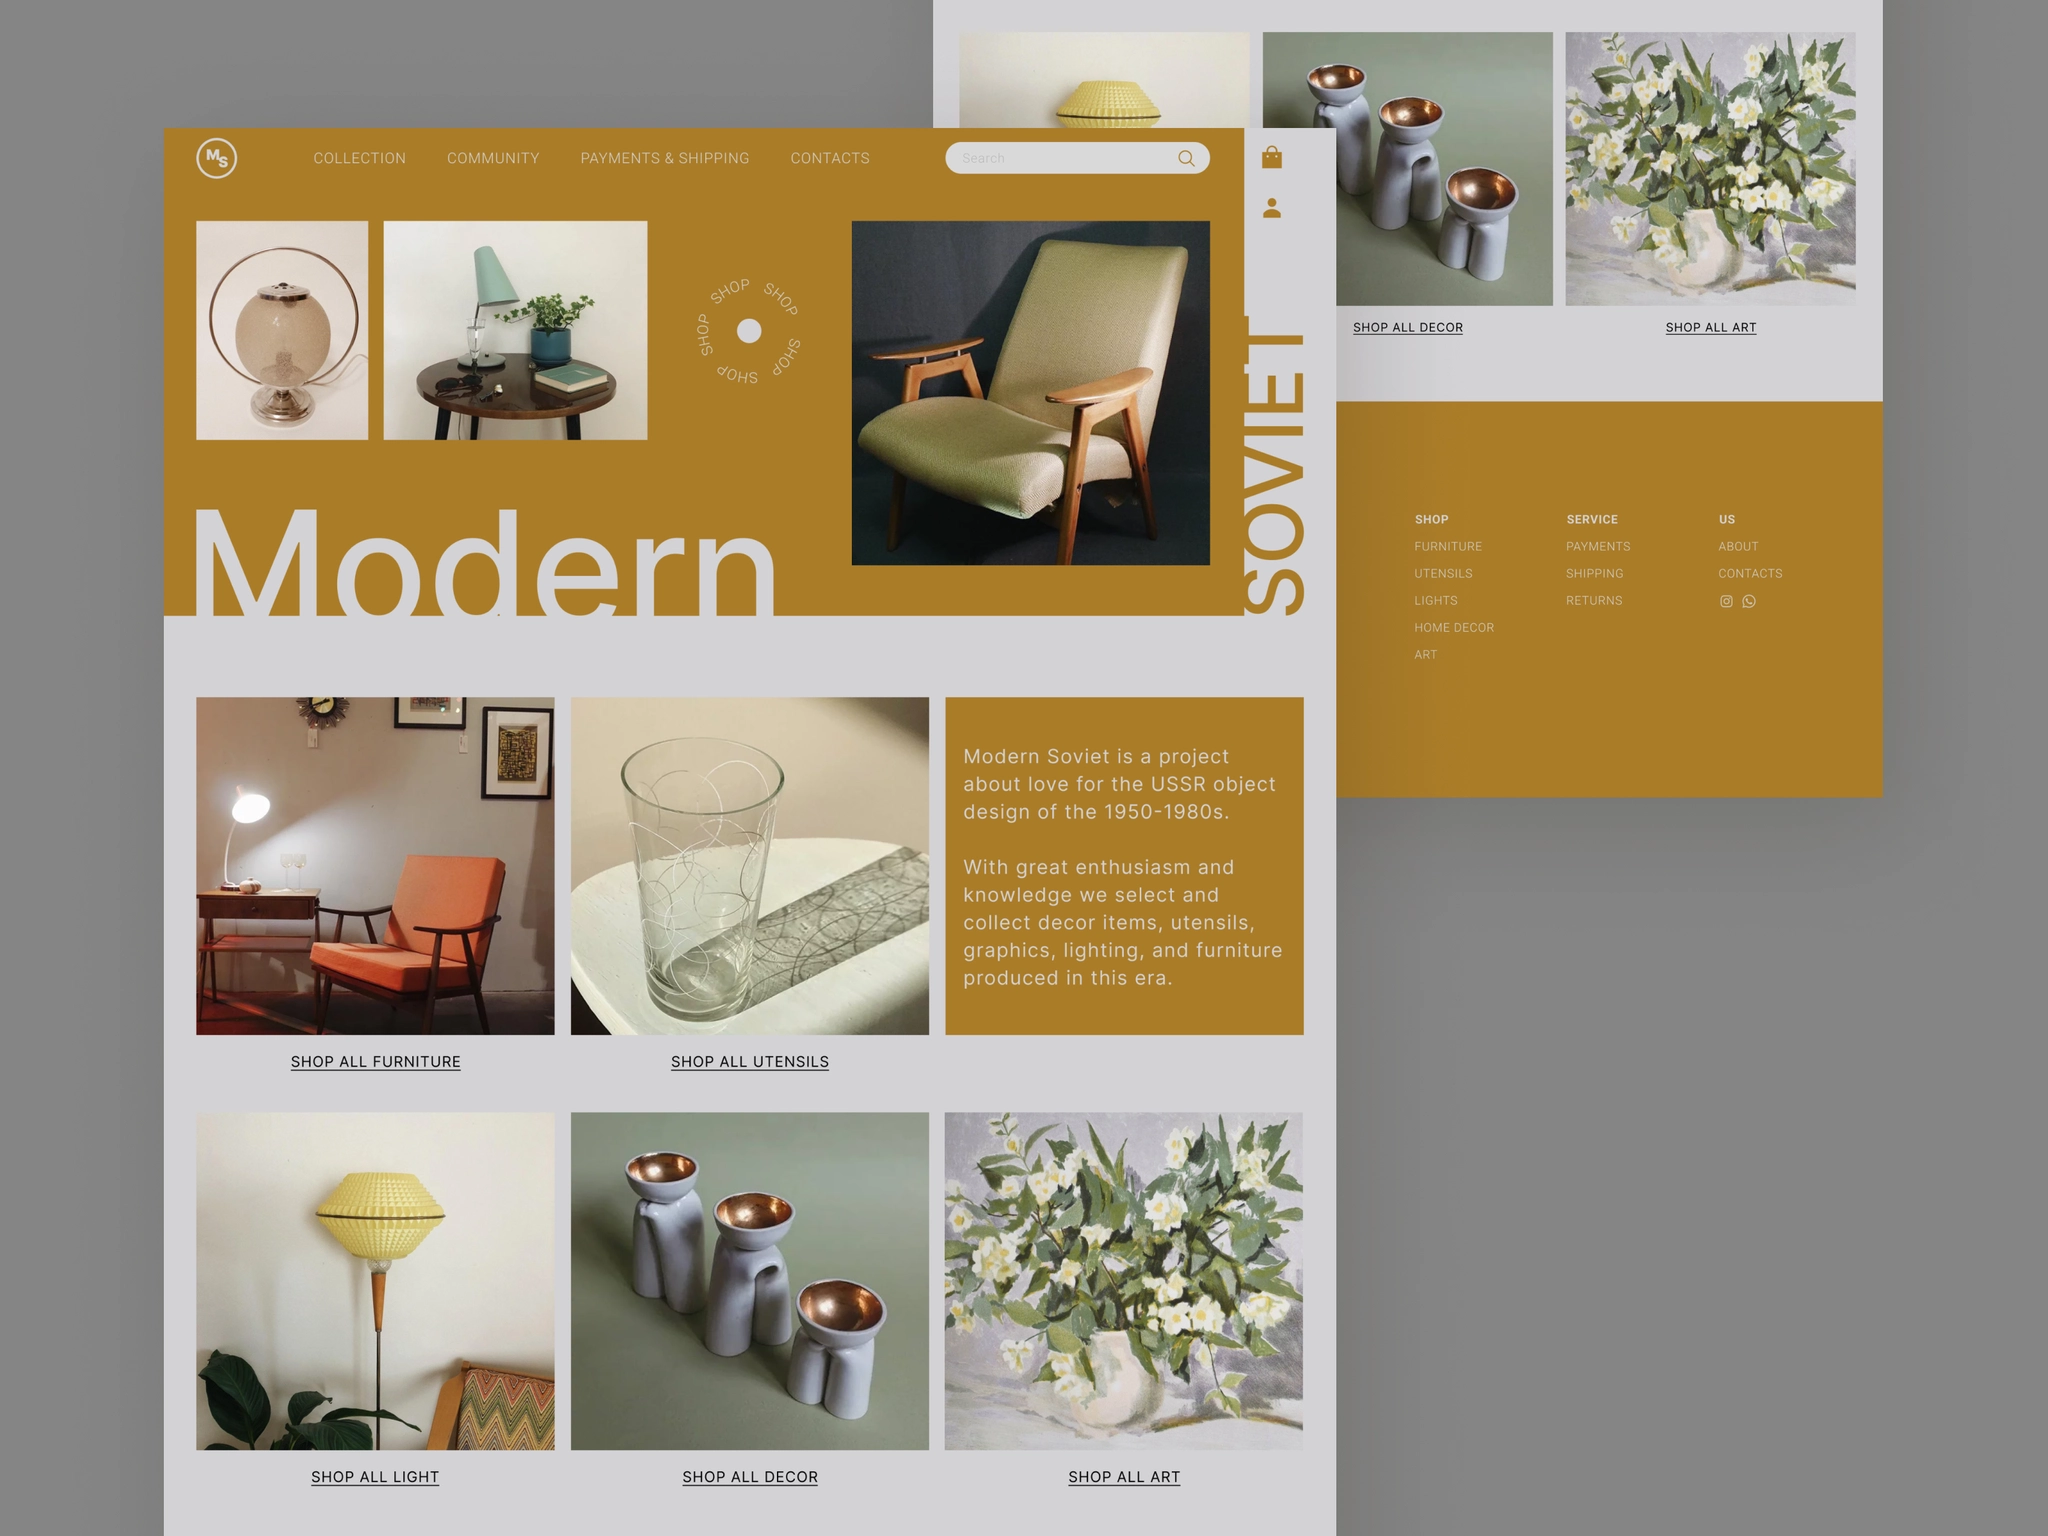 MS
COLLECTION COMMUNITY PAYMENTS & SHIPPING CONTACTS
Search
SHOP SHOP SHOP SHOP SHOP
Modern
SOVIET
Modern Soviet is a project
about love for the USSR object
design of the 1950-1980s.
With great enthusiasm and
knowledge we select and
collect decor items, utensils,
graphics, lighting, and furniture
produced in this era.
SHOP ALL FURNITURE
SHOP ALL UTENSILS
SHOP ALL LIGHT
SHOP ALL DECOR
SHOP ALL ART
SHOP ALL DECOR
SHOP ALL ART
SHOP
FURNITURE
UTENSILS
LIGHTS
HOME DECOR
ART
SERVICE
PAYMENTS
SHIPPING
RETURNS
US
ABOUT
CONTACTS